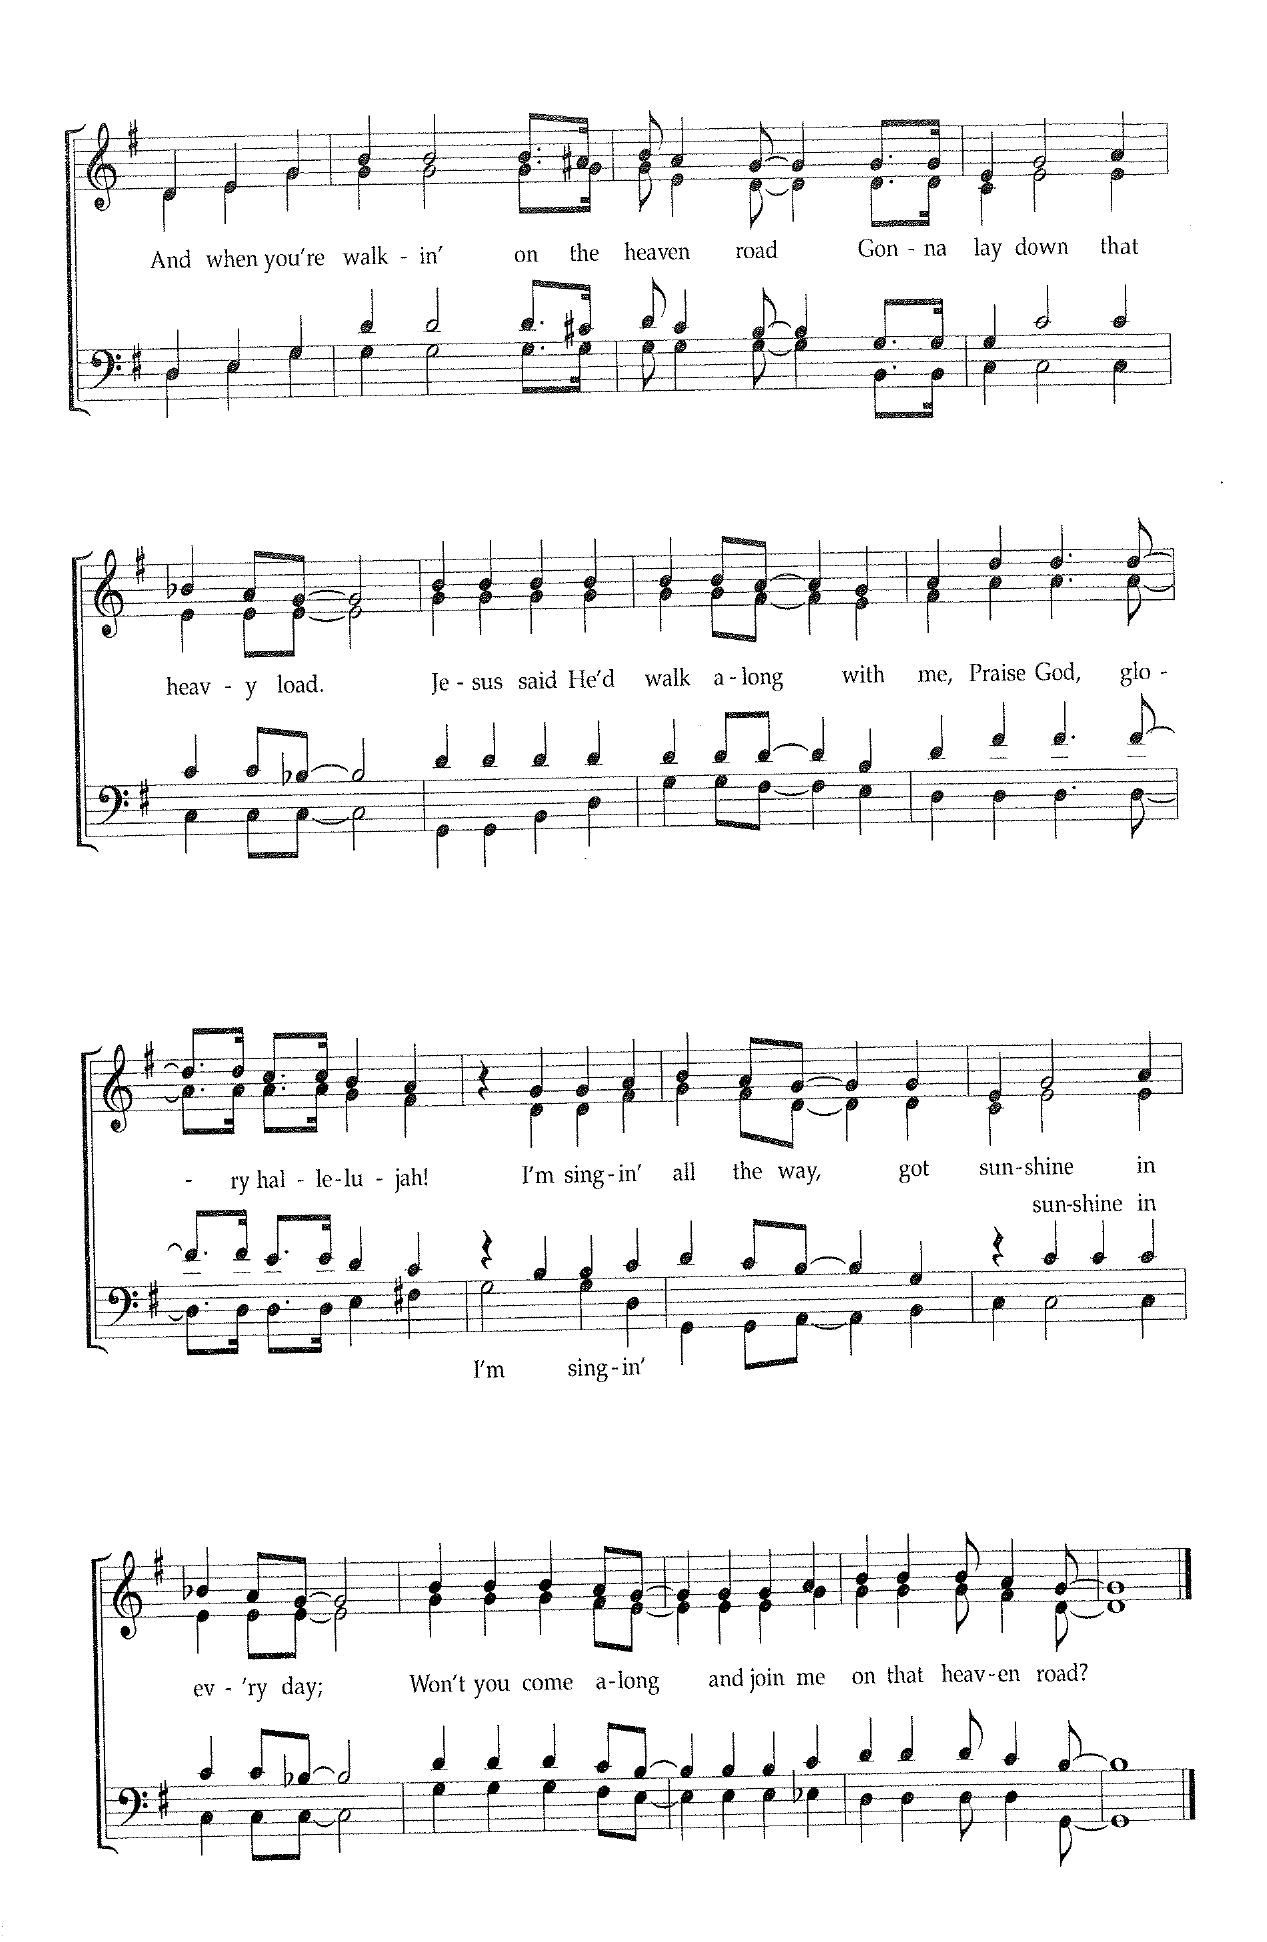 And when you're walk - in' on the heaven road Gon - na lay down that
heav - y load. Je - sus said He'd walk a - long with me, Praise God, glo -
- ry hal - le - lu - jah! I'm sing - in' all the way, got sun - shine in
sun - shine in
I'm sing - in'
ev - 'ry day; Won't you come a - long and join me on that heav - en road?